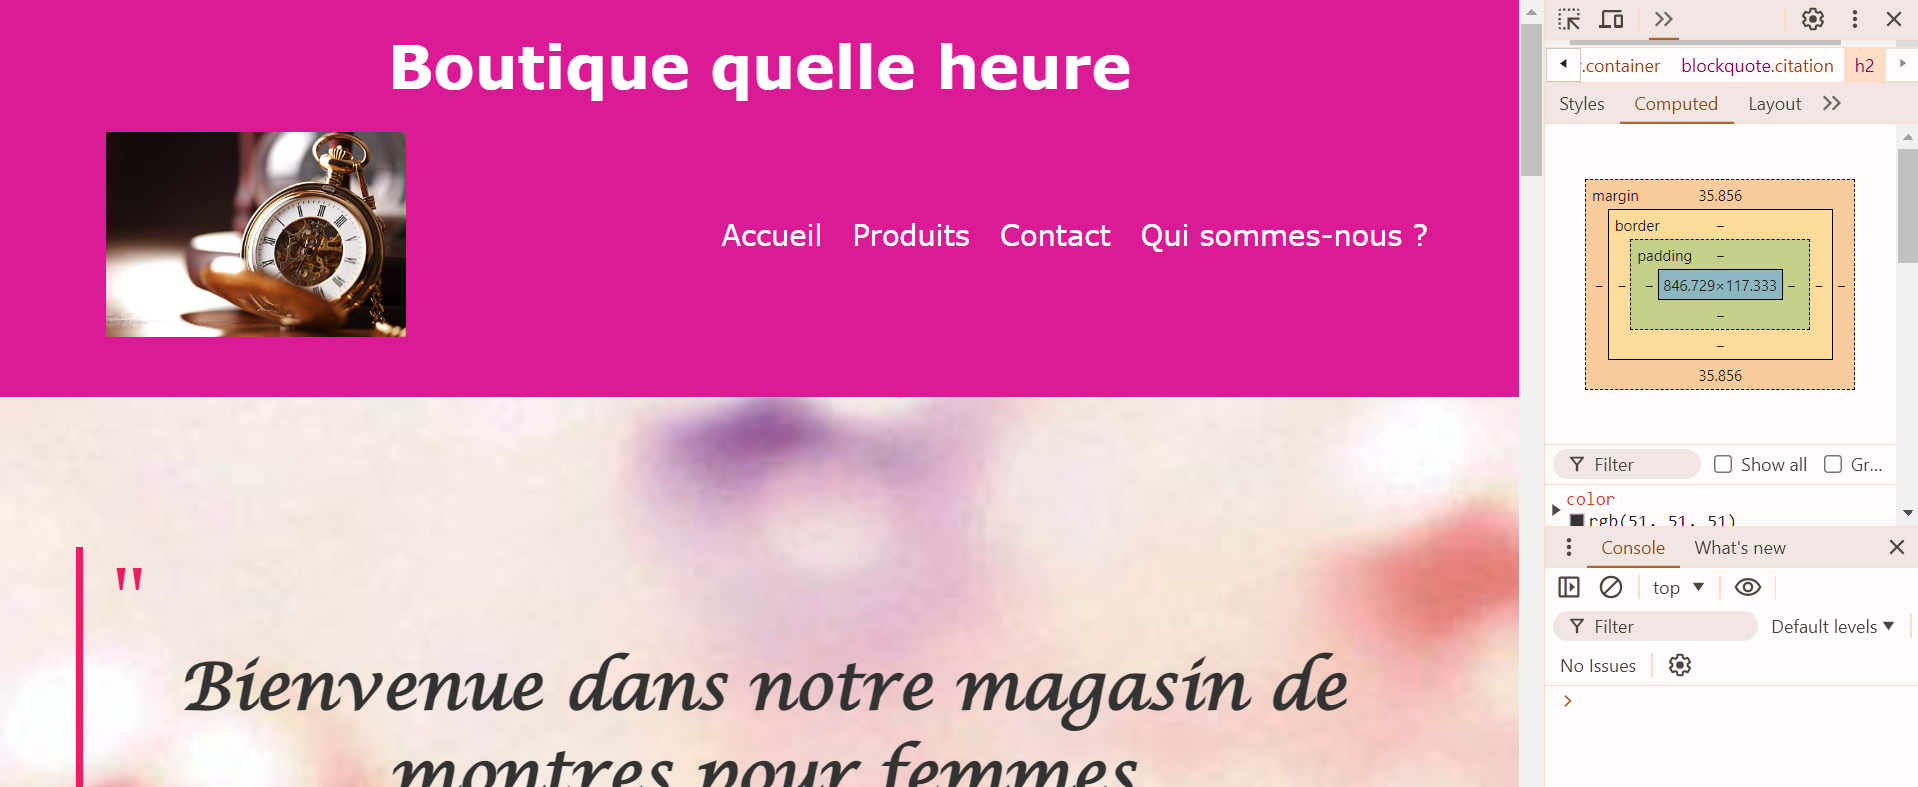 Boutique quelle heure
Accueil Produits Contact Qui sommes-nous ?
"
Bienvenue dans notre magasin de
montres pour femmes
.container blockquote.citation h2
Styles Computed Layout
margin 35.856
border –
padding –
– – – 846.729×117.333 – – –
–
–
35.856
Filter Show all Gr...
color
rgb(51, 51, 51)
Console What's new
top
Filter Default levels
No Issues